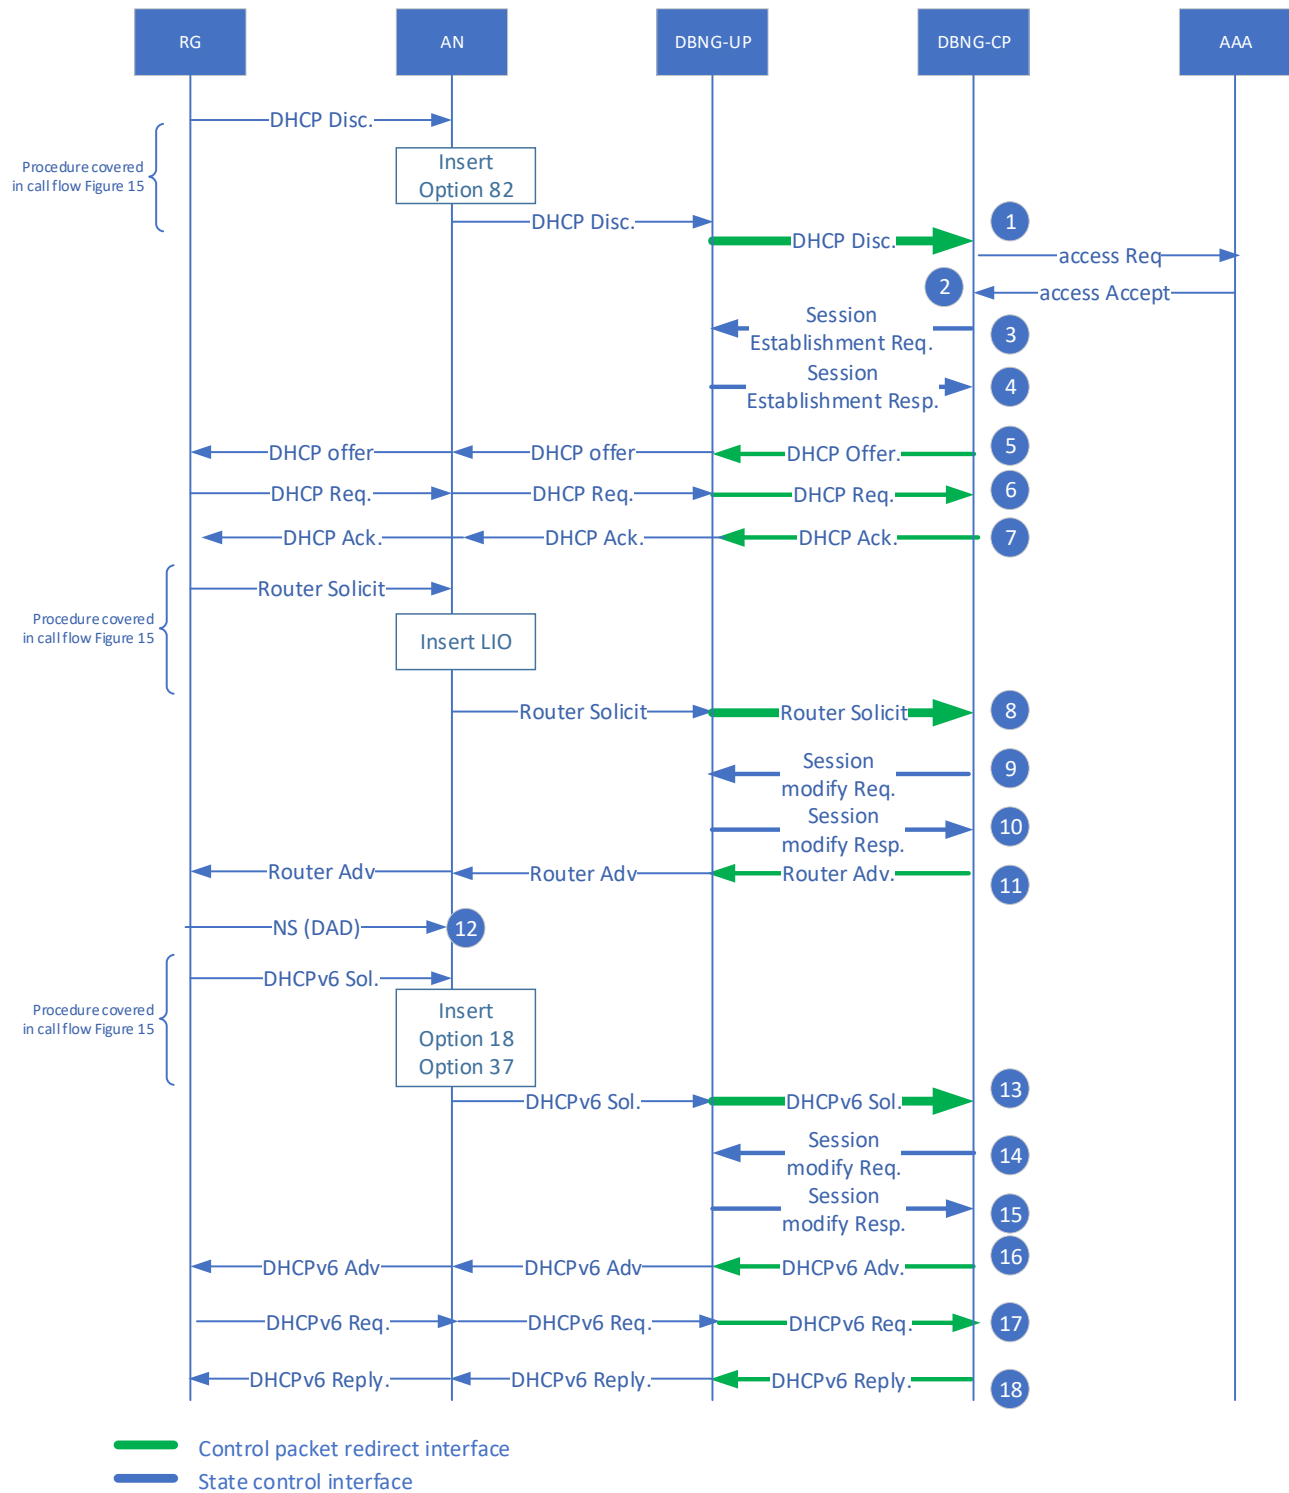 RG
AN
DBNG-UP
DBNG-CP
AAA
DHCP Disc.
Procedure covered
in call flow Figure 15
Insert
Option 82
DHCP Disc.
1
DHCP Disc.
access Req
2
access Accept
Session
Establishment Req.
3
Session
Establishment Resp.
4
DHCP offer
DHCP offer
DHCP Offer.
5
DHCP Req.
DHCP Req.
DHCP Req.
6
DHCP Ack.
DHCP Ack.
DHCP Ack.
7
Router Solicit
Procedure covered
in call flow Figure 15
Insert LIO
Router Solicit
Router Solicit
8
Session
modify Req.
9
Session
modify Resp.
10
Router Adv
Router Adv
Router Adv.
11
NS (DAD)
12
DHCPv6 Sol.
Procedure covered
in call flow Figure 15
Insert
Option 18
Option 37
DHCPv6 Sol.
DHCPv6 Sol.
13
Session
modify Req.
14
Session
modify Resp.
15
DHCPv6 Adv
DHCPv6 Adv
DHCPv6 Adv.
16
DHCPv6 Req.
DHCPv6 Req.
DHCPv6 Req.
17
DHCPv6 Reply.
DHCPv6 Reply.
DHCPv6 Reply.
18
Control packet redirect interface
State control interface